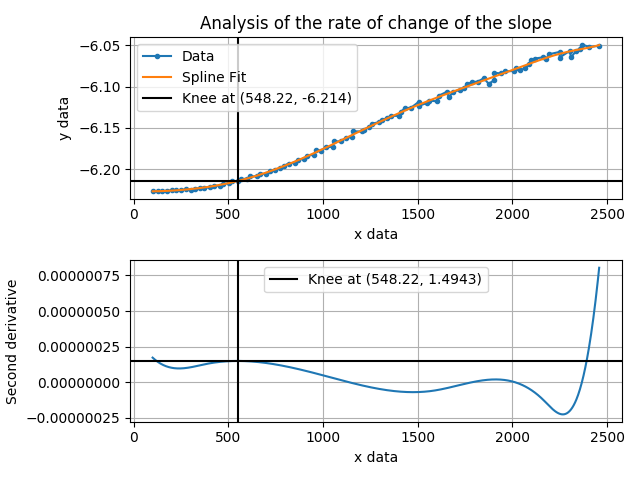 Analysis of the rate of change of the slope
−6.05
−6.10
−6.15
−6.20
y data
Data
Spline Fit
Knee at (548.22, -6.214)
0
500
1000
1500
2000
2500
x data
0.00000075
0.00000050
0.00000025
0.00000000
−0.00000025
Second derivative
Knee at (548.22, 1.4943)
0
500
1000
1500
2000
2500
x data